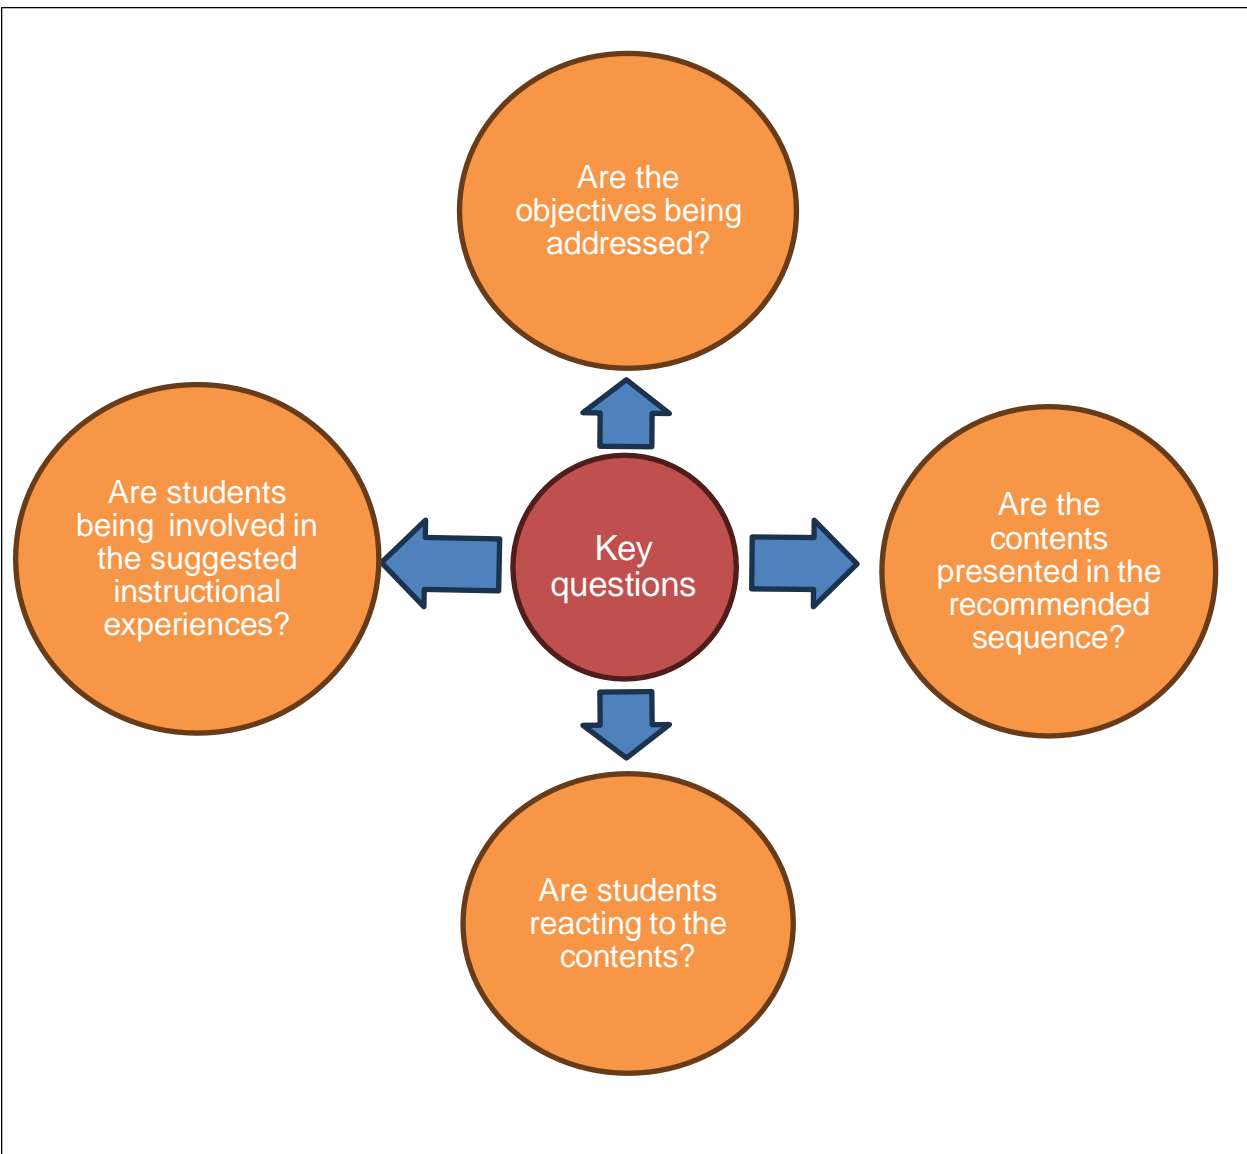 Are the
objectives being
addressed?
Are students
being involved in
the suggested
instructional
experiences?
Key
questions
Are the
contents
presented in the
recommended
sequence?
Are students
reacting to the
contents?